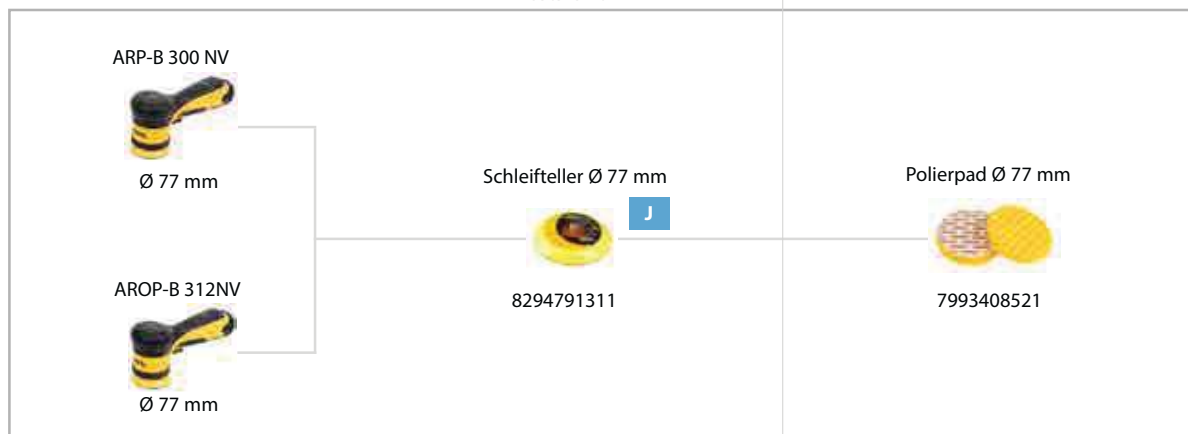 ARP-B 300 NV
Ø 77 mm
AROP-B 312NV
Ø 77 mm
Schleifteller Ø 77 mm
J
8294791311
Polierpad Ø 77 mm
7993408521